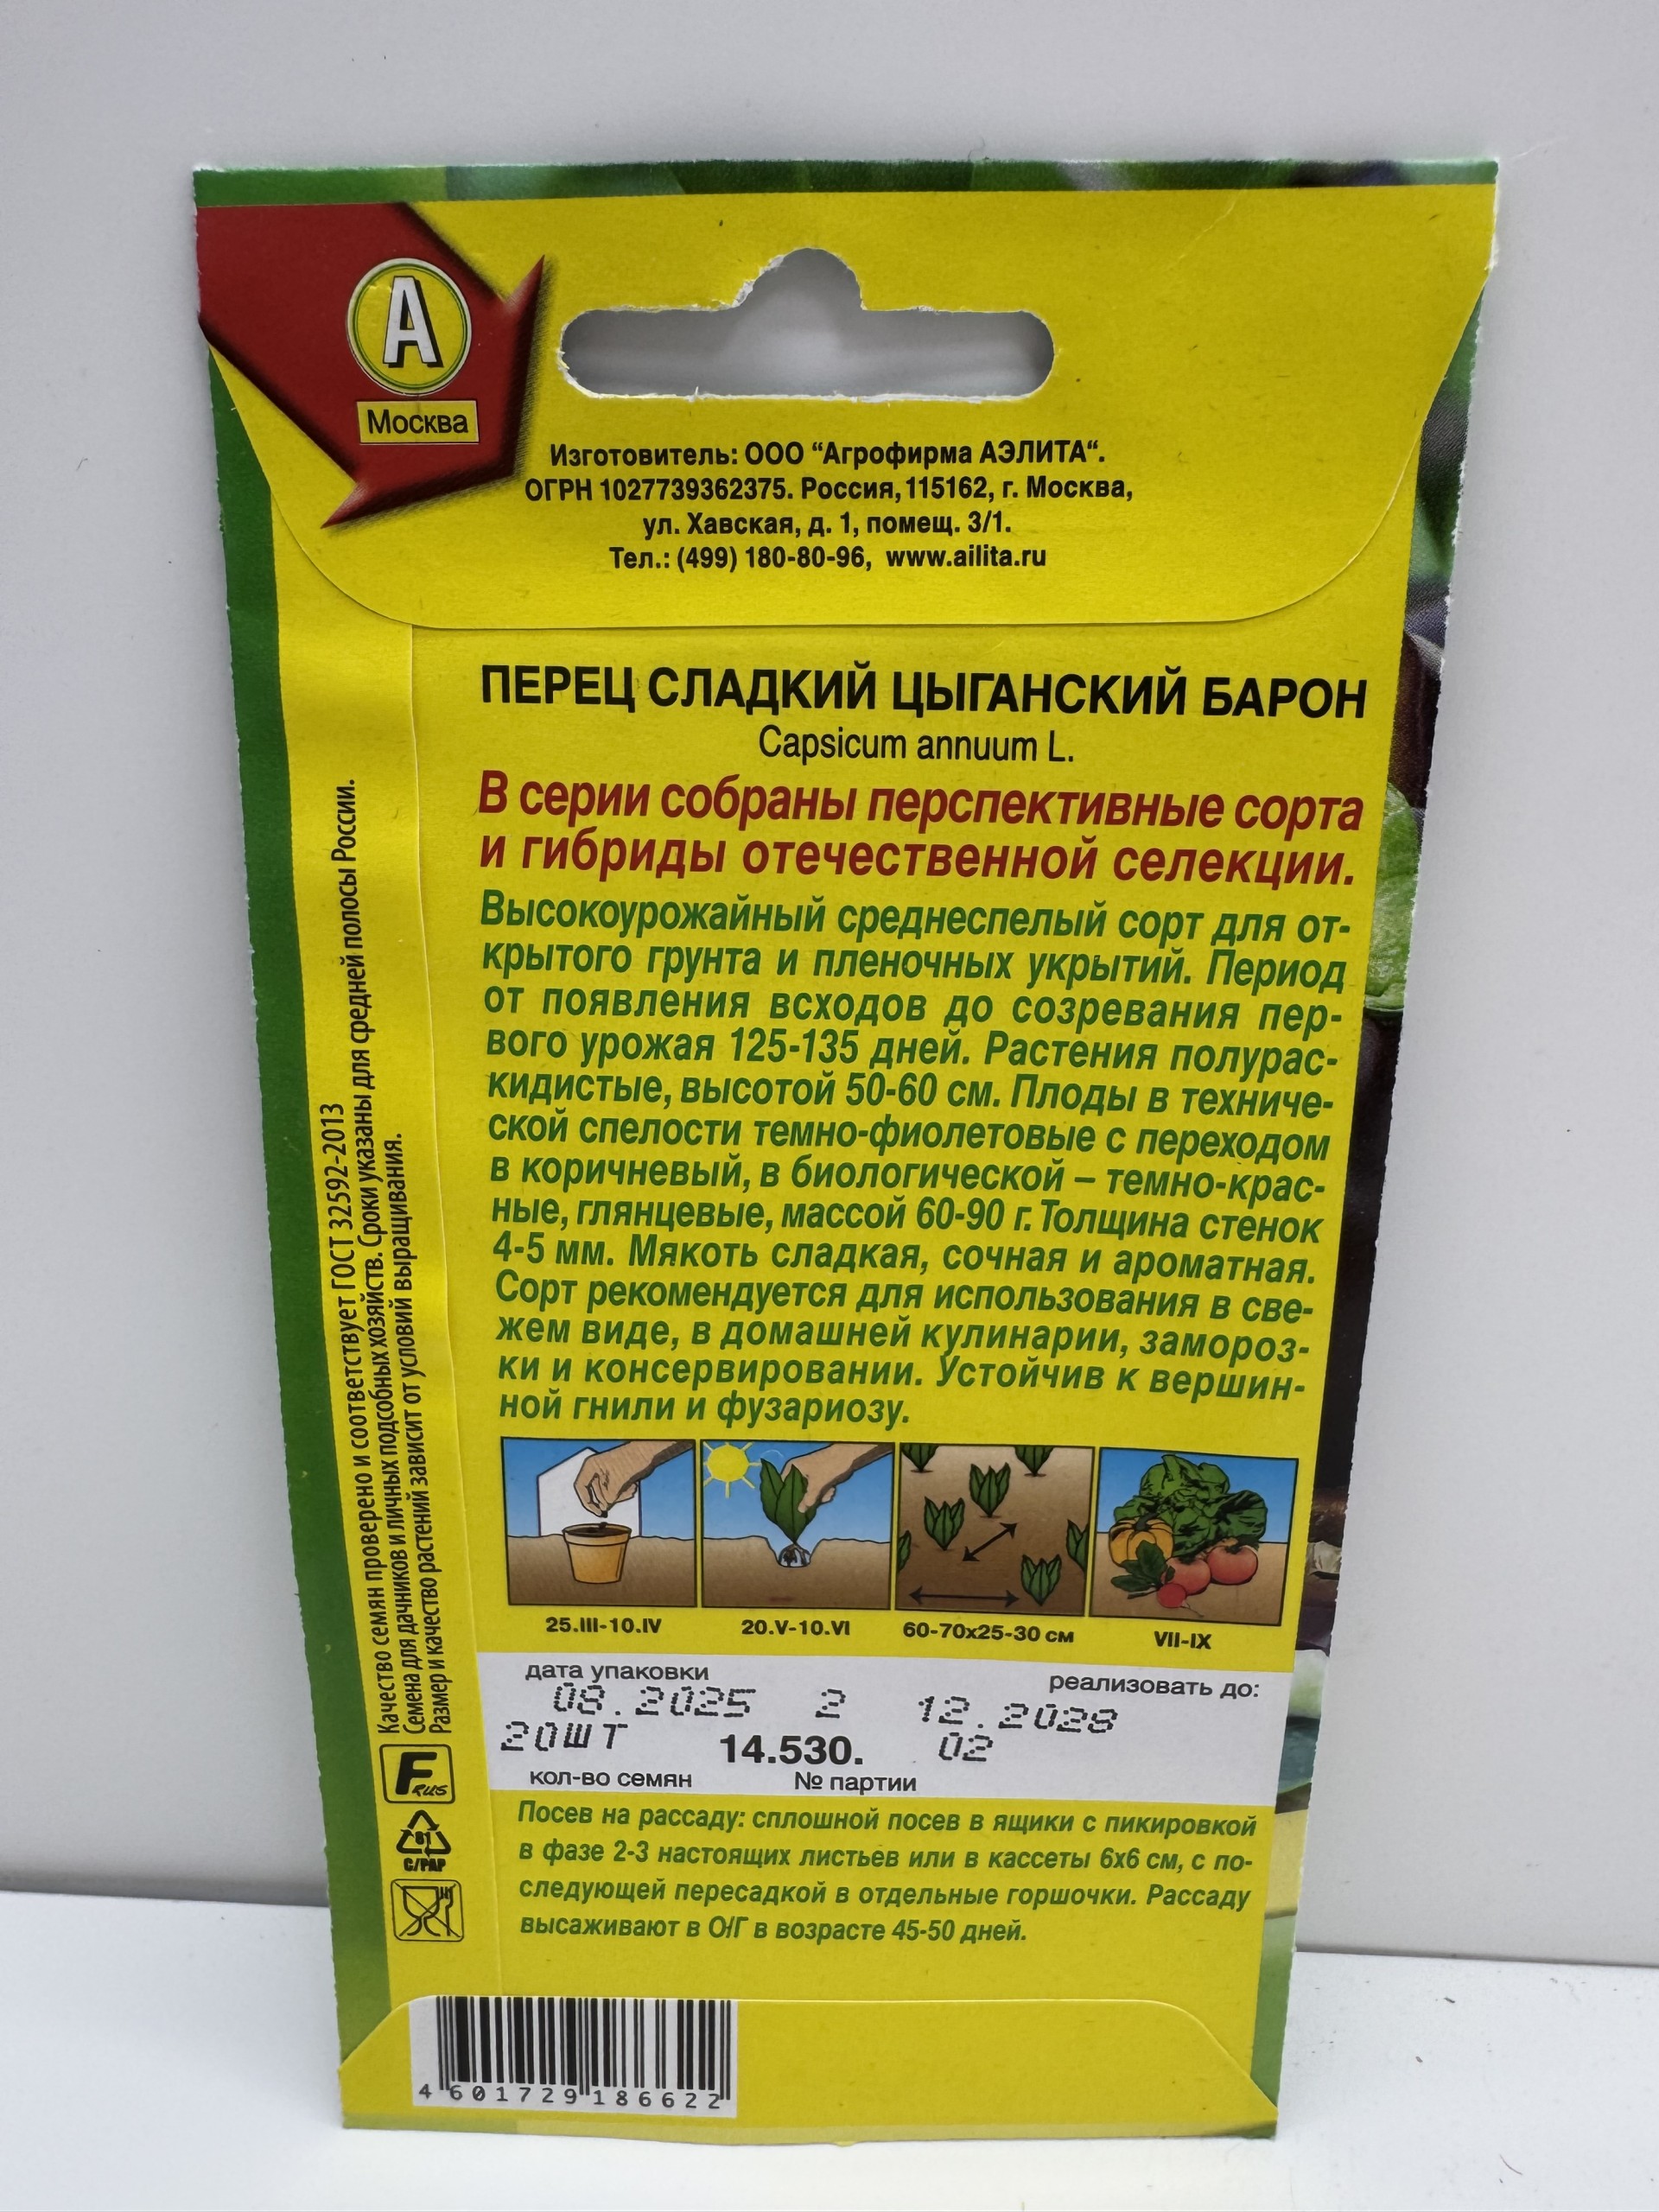 А
Москва
Изготовитель: ООО “Агрофирма АЭЛИТА“.
ОГРН 1027739362375. Россия, 115162, г. Москва,
ул. Хавская, д. 1, помещ. 3/1.
Тел.: (499) 180-80-96, www.ailita.ru
ПЕРЕЦ СЛАДКИЙ ЦЫГАНСКИЙ БАРОН
Capsicum annuum L.
В серии собраны перспективные сорта
и гибриды отечественной селекции.
Высокоурожайный среднеспелый сорт для от-
крытого грунта и пленочных укрытий. Период
от появления всходов до созревания пер-
вого урожая 125-135 дней. Растения полурас-
кидистые, высотой 50-60 см. Плоды в техниче-
ской спелости темно-фиолетовые с переходом
в коричневый, в биологической – темно-крас-
ные, глянцевые, массой 60-90 г. Толщина стенок
4-5 мм. Мякоть сладкая, сочная и ароматная.
Сорт рекомендуется для использования в све-
жем виде, в домашней кулинарии, замороз-
ки и консервировании. Устойчив к вершин-
ной гнили и фузариозу.
25.III-10.IV
20.V-10.VI
60-70х25-30 см
VII-IX
дата упаковки
реализовать до:
08.2025 2 12.2028
20ШТ 14.530. 02
кол-во семян № партии
Посев на рассаду: сплошной посев в ящики с пикировкой
в фазе 2-3 настоящих листьев или в кассеты 6х6 см, с по-
следующей пересадкой в отдельные горшочки. Рассаду
высаживают в О/Г в возрасте 45-50 дней.
Качество семян проверено и соответствует ГОСТ 32592-2013
Семена для дачников и личных подсобных хозяйств. Сроки указаны для средней полосы России.
Размер и качество растений зависит от условий выращивания.
F RUS
81
C/PAP
4 601729 186622